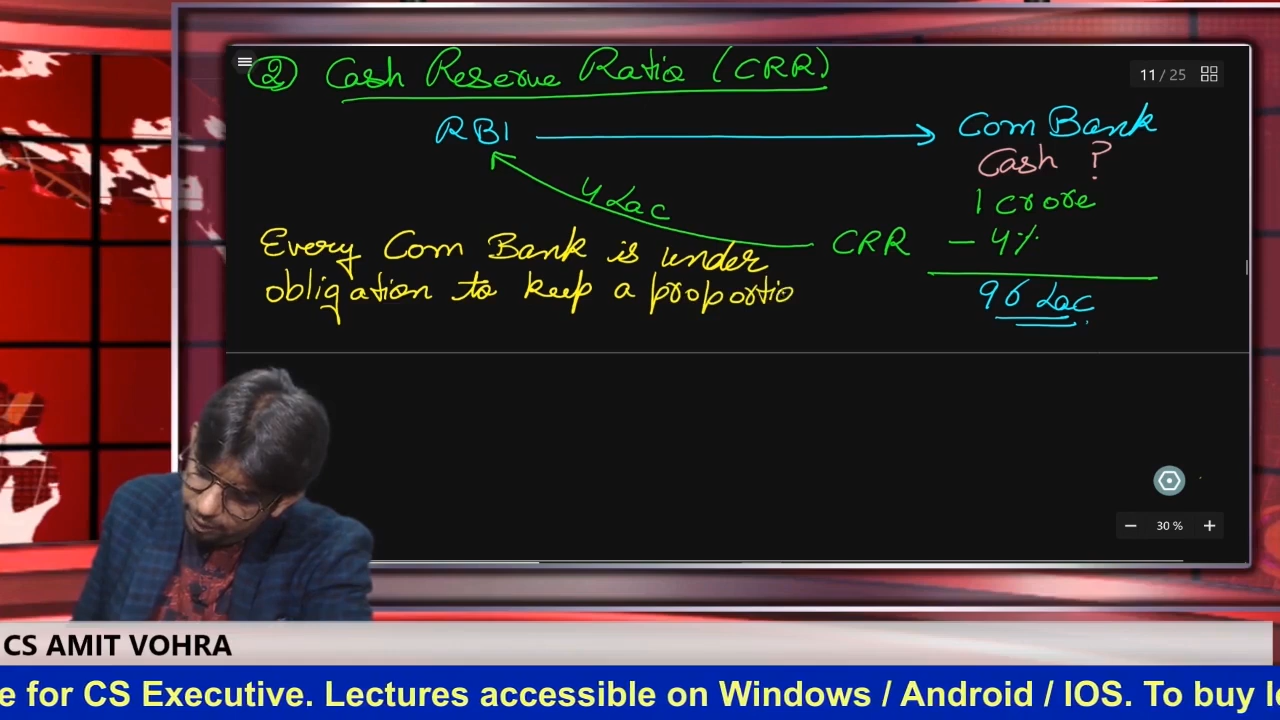 ② Cash Reserve Ratio (CRR)
11 / 25
RBI
Com Bank
Cash ?
4 Lac
1 crore
CRR - 4%
96 Lac
Every Com Bank is under
obligation to keep a proportio
30 %
CS AMIT VOHRA
e for CS Executive. Lectures accessible on Windows / Android / IOS. To buy le